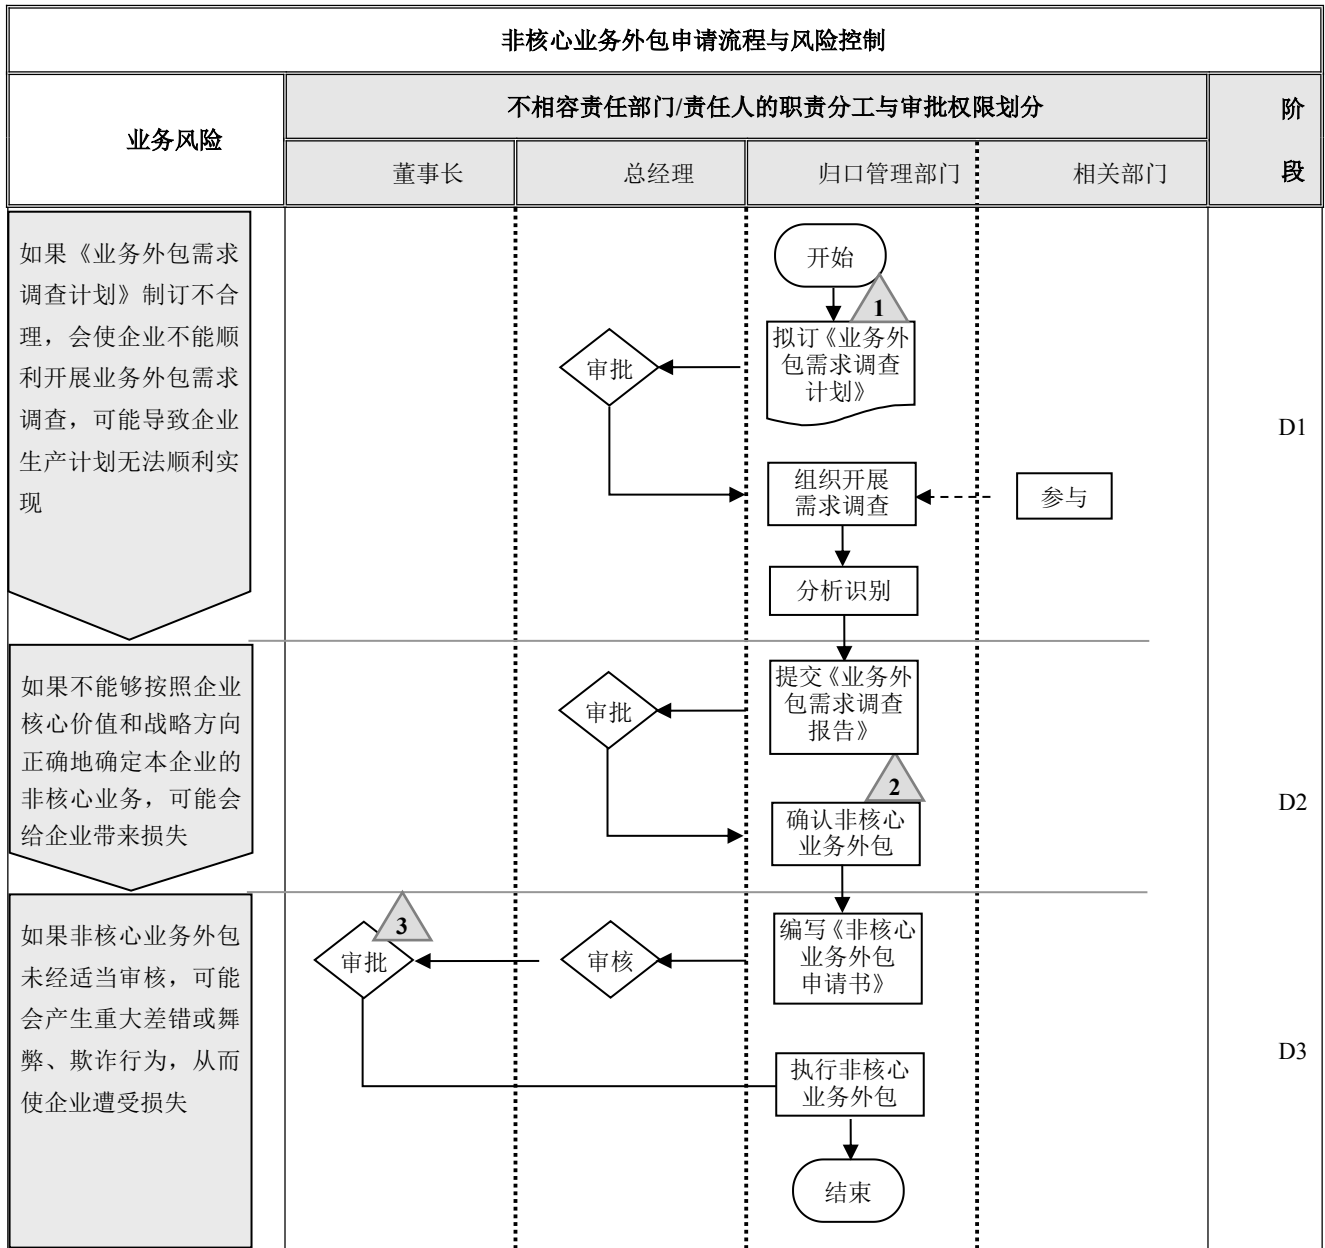 非核心业务外包申请流程与风险控制
业务风险
不相容责任部门/责任人的职责分工与审批权限划分
阶
段
董事长
总经理
归口管理部门
相关部门
如果《业务外包需求
调查计划》制订不合
理，会使企业不能顺
利开展业务外包需求
调查，可能导致企业
生产计划无法顺利实
现
开始
1
拟订《业务外
包需求调查
计划》
审批
组织开展
需求调查
参与
分析识别
D1
如果不能够按照企业
核心价值和战略方向
正确地确定本企业的
非核心业务，可能会
给企业带来损失
提交《业务外
包需求调查
报告》
审批
2
确认非核心
业务外包
D2
如果非核心业务外包
未经适当审核，可能
会产生重大差错或舞
弊、欺诈行为，从而
使企业遭受损失
3
审批
审核
编写《非核心
业务外包
申请书》
执行非核心
业务外包
结束
D3